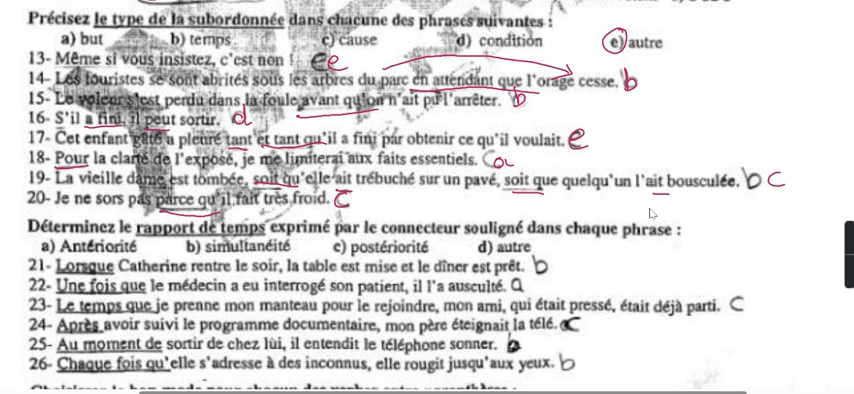 Précisez le type de la subordonnée dans chacune des phrases suivantes :
a) but b) temps c) cause d) condition e) autre
13- Même si vous insistez, c'est non ! e e
14- Les touristes se sont abrités sous les arbres du parc en attendant que l'orage cesse. b
15- Le voleur s'est perdu dans la foule avant qu'on n'ait pu l'arrêter. b
16- S'il a fini, il peut sortir. d
17- Cet enfant gâté a pleuré tant et tant qu'il a fini par obtenir ce qu'il voulait. e
18- Pour la clarté de l'exposé, je me limiterai aux faits essentiels. a
19- La vieille dame est tombée, soit qu'elle ait trébuché sur un pavé, soit que quelqu'un l'ait bousculée. b c
20- Je ne sors pas parce qu'il fait très froid. c
Déterminez le rapport de temps exprimé par le connecteur souligné dans chaque phrase :
a) Antériorité b) simultanéité c) postériorité d) autre
21- Lorsque Catherine rentre le soir, la table est mise et le dîner est prêt. b
22- Une fois que le médecin a eu interrogé son patient, il l'a ausculté. a
23- Le temps que je prenne mon manteau pour le rejoindre, mon ami, qui était pressé, était déjà parti. c
24- Après avoir suivi le programme documentaire, mon père éteignait la télé.
25- Au moment de sortir de chez lui, il entendit le téléphone sonner. b
26- Chaque fois qu'elle s'adresse à des inconnus, elle rougit jusqu'aux yeux. b